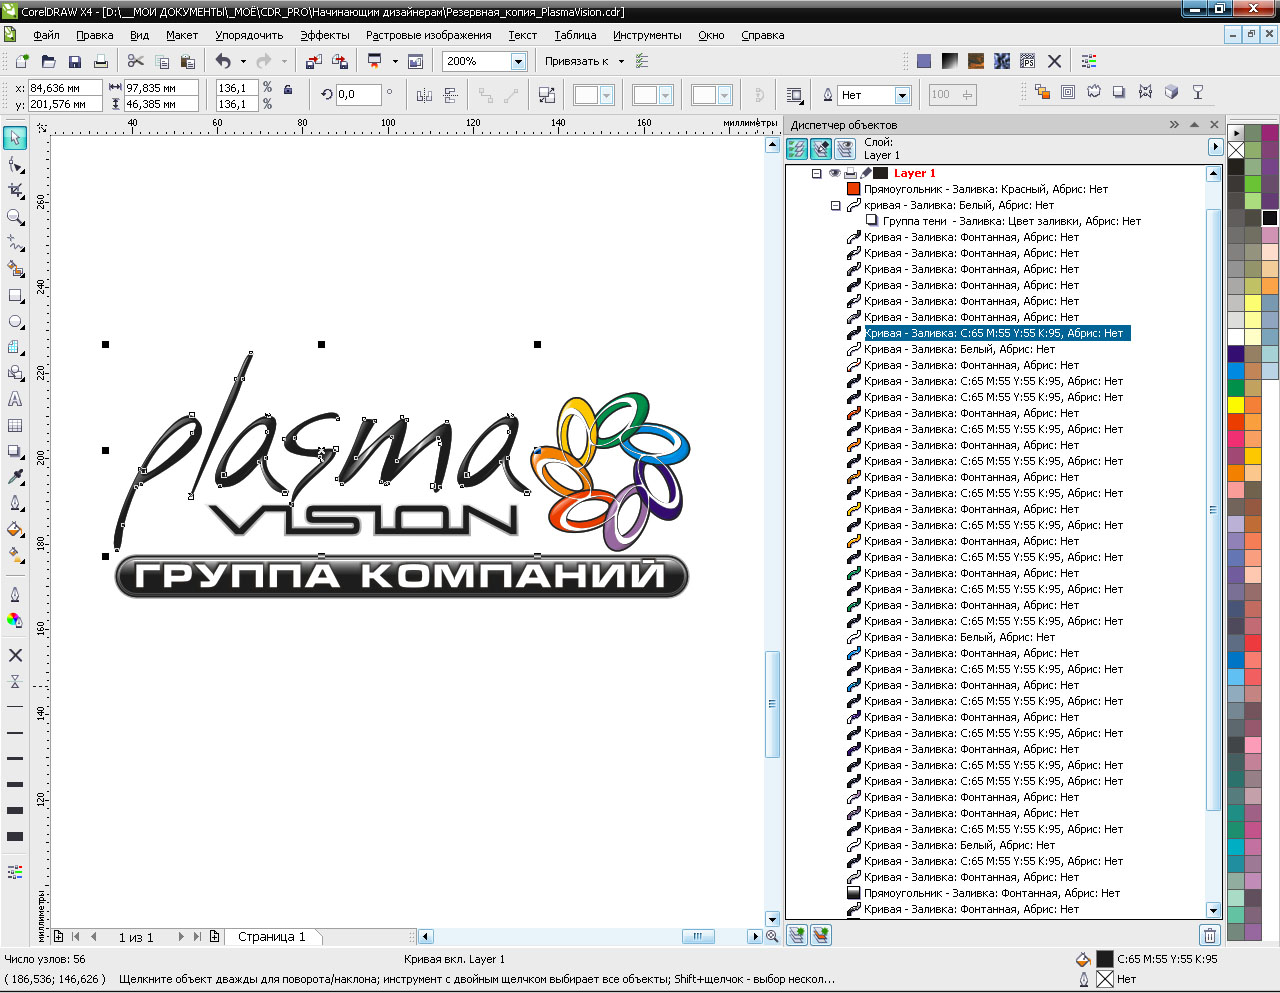 CorelDRAW X4 - [D:\__МОИ ДОКУМЕНТЫ\_МОЁ\CDR_PRO\Начинающим дизайнерам\Резервная_копия_PlasmaVision.cdr]
Файл Правка Вид Макет Упорядочить Эффекты Растровые изображения Текст Таблица Инструменты Окно Справка
200% Привязать к
x: 84,636 мм 97,835 мм 136,1 % 0,0 ° Нет 100
y: 201,576 мм 46,385 мм 136,1 %
40 60 80 100 120 140 160 миллиметры
260
240
220
200
180
160
140
120
миллиметры
plasma
VISION
ГРУППА КОМПАНИЙ
Диспетчер объектов
Слой:
Layer 1
Layer 1
Прямоугольник - Заливка: Красный, Абрис: Нет
кривая - Заливка: Белый, Абрис: Нет
Группа тени - Заливка: Цвет заливки, Абрис: Нет
Кривая - Заливка: Фонтанная, Абрис: Нет
Кривая - Заливка: Фонтанная, Абрис: Нет
Кривая - Заливка: Фонтанная, Абрис: Нет
Кривая - Заливка: Фонтанная, Абрис: Нет
Кривая - Заливка: Фонтанная, Абрис: Нет
Кривая - Заливка: Фонтанная, Абрис: Нет
Кривая - Заливка: C:65 M:55 Y:55 K:95, Абрис: Нет
Кривая - Заливка: Белый, Абрис: Нет
Кривая - Заливка: Фонтанная, Абрис: Нет
Кривая - Заливка: C:65 M:55 Y:55 K:95, Абрис: Нет
Кривая - Заливка: C:65 M:55 Y:55 K:95, Абрис: Нет
Кривая - Заливка: Фонтанная, Абрис: Нет
Кривая - Заливка: C:65 M:55 Y:55 K:95, Абрис: Нет
Кривая - Заливка: Фонтанная, Абрис: Нет
Кривая - Заливка: C:65 M:55 Y:55 K:95, Абрис: Нет
Кривая - Заливка: Фонтанная, Абрис: Нет
Кривая - Заливка: C:65 M:55 Y:55 K:95, Абрис: Нет
Кривая - Заливка: Фонтанная, Абрис: Нет
Кривая - Заливка: C:65 M:55 Y:55 K:95, Абрис: Нет
Кривая - Заливка: Фонтанная, Абрис: Нет
Кривая - Заливка: C:65 M:55 Y:55 K:95, Абрис: Нет
Кривая - Заливка: Фонтанная, Абрис: Нет
Кривая - Заливка: C:65 M:55 Y:55 K:95, Абрис: Нет
Кривая - Заливка: Фонтанная, Абрис: Нет
Кривая - Заливка: C:65 M:55 Y:55 K:95, Абрис: Нет
Кривая - Заливка: Белый, Абрис: Нет
Кривая - Заливка: Фонтанная, Абрис: Нет
Кривая - Заливка: C:65 M:55 Y:55 K:95, Абрис: Нет
Кривая - Заливка: Фонтанная, Абрис: Нет
Кривая - Заливка: C:65 M:55 Y:55 K:95, Абрис: Нет
Кривая - Заливка: Фонтанная, Абрис: Нет
Кривая - Заливка: C:65 M:55 Y:55 K:95, Абрис: Нет
Кривая - Заливка: Фонтанная, Абрис: Нет
Кривая - Заливка: C:65 M:55 Y:55 K:95, Абрис: Нет
Кривая - Заливка: C:65 M:55 Y:55 K:95, Абрис: Нет
Кривая - Заливка: Фонтанная, Абрис: Нет
Кривая - Заливка: Фонтанная, Абрис: Нет
Кривая - Заливка: C:65 M:55 Y:55 K:95, Абрис: Нет
Кривая - Заливка: Белый, Абрис: Нет
Кривая - Заливка: C:65 M:55 Y:55 K:95, Абрис: Нет
Кривая - Заливка: Фонтанная, Абрис: Нет
Прямоугольник - Заливка: Фонтанная, Абрис: Нет
Кривая - Заливка: Фонтанная, Абрис: Нет
1 из 1 Страница 1
Число узлов: 56 Кривая вкл. Layer 1 C:65 M:55 Y:55 K:95
( 186,536; 146,626 ) Щелкните объект дважды для поворота/наклона; инструмент с двойным щелчком выбирает все объекты; Shift+щелчок - выбор нескол... Нет